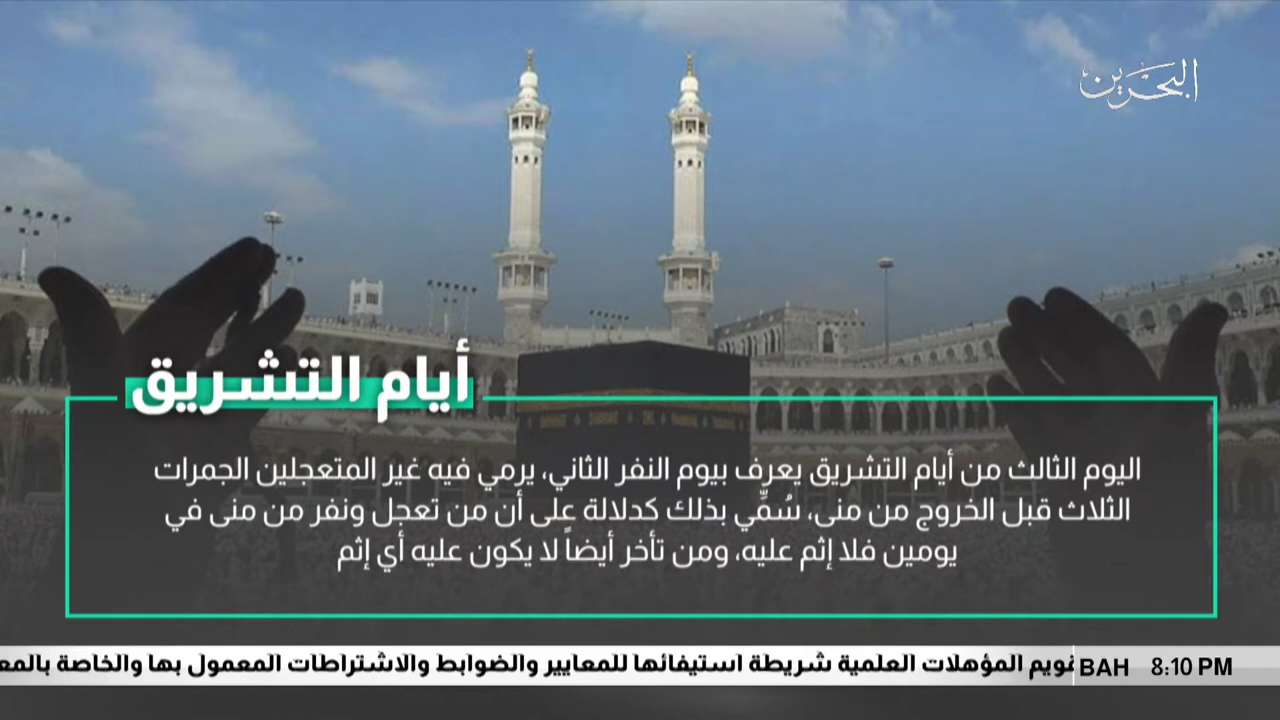 البحرين
أيام التشريق
اليوم الثالث من أيام التشريق يعرف بيوم النفر الثاني، يرمي فيه غير المتعجلين الجمرات
الثلاث قبل الخروج من منى، سُمِّي بذلك كدلالة على أن من تعجل ونفر من منى في
يومين فلا إثم عليه، ومن تأخر أيضاً لا يكون عليه أي إثم
المؤهلات العلمية شريطة استيفائها للمعايير والضوابط والاشتراطات المعمول بها والخاصة
BAH 8:10 PM